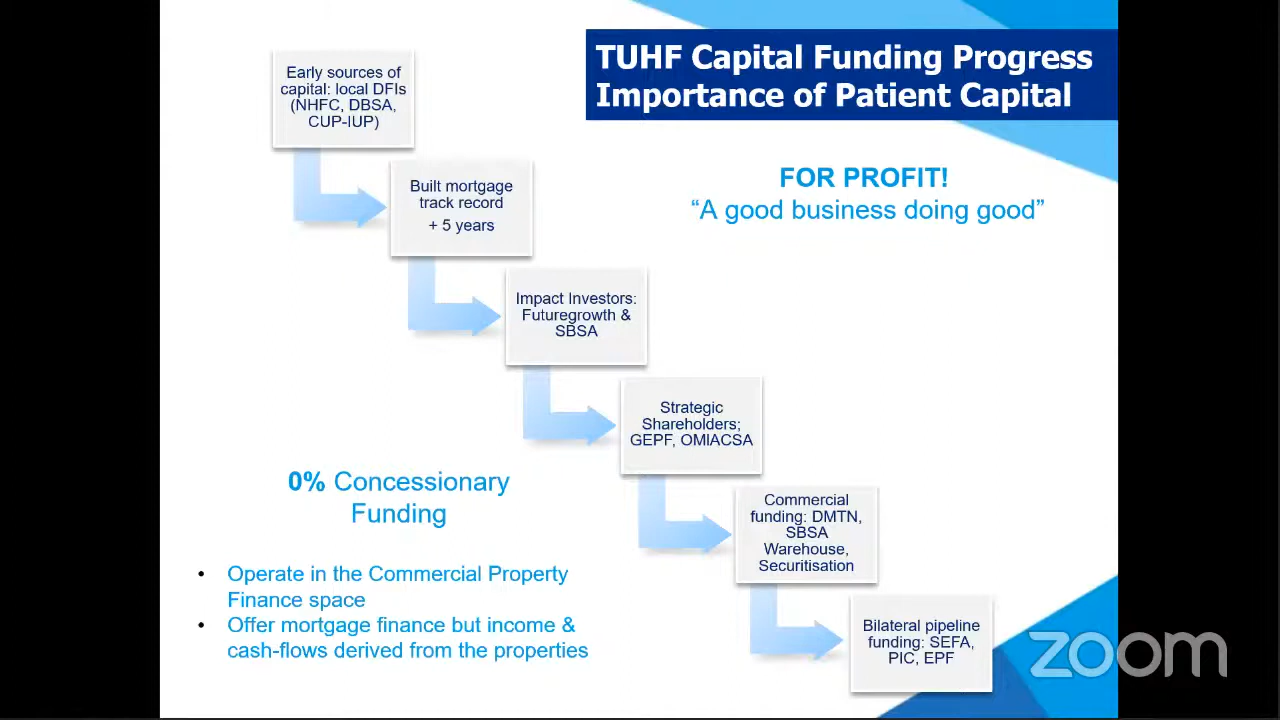 TUHF Capital Funding Progress
Importance of Patient Capital
Early sources of
capital: local DFIs
(NHFC, DBSA,
CUP-IUP)
Built mortgage
track record
+ 5 years
FOR PROFIT!
“A good business doing good”
Impact Investors:
Futuregrowth &
SBSA
Strategic
Shareholders;
GEPF, OMIACSA
Commercial
funding: DMTN,
SBSA
Warehouse,
Securitisation
Bilateral pipeline
funding: SEFA,
PIC, EPF
0% Concessionary
Funding
• Operate in the Commercial Property
Finance space
• Offer mortgage finance but income &
cash-flows derived from the properties
zoom